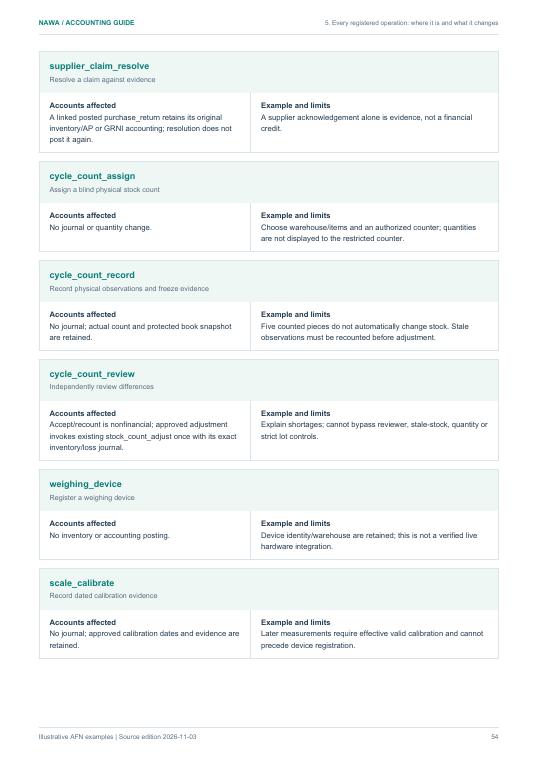 NAWA / ACCOUNTING GUIDE
5. Every registered operation: where it is and what it changes
supplier_claim_resolve
Resolve a claim against evidence
Accounts affected
A linked posted purchase_return retains its original
inventory/AP or GRNI accounting; resolution does not
post it again.
Example and limits
A supplier acknowledgement alone is evidence, not a financial
credit.
cycle_count_assign
Assign a blind physical stock count
Accounts affected
No journal or quantity change.
Example and limits
Choose warehouse/items and an authorized counter; quantities
are not displayed to the restricted counter.
cycle_count_record
Record physical observations and freeze evidence
Accounts affected
No journal; actual count and protected book snapshot
are retained.
Example and limits
Five counted pieces do not automatically change stock. Stale
observations must be recounted before adjustment.
cycle_count_review
Independently review differences
Accounts affected
Accept/recount is nonfinancial; approved adjustment
invokes existing stock_count_adjust once with its exact
inventory/loss journal.
Example and limits
Explain shortages; cannot bypass reviewer, stale-stock, quantity or
strict lot controls.
weighing_device
Register a weighing device
Accounts affected
No inventory or accounting posting.
Example and limits
Device identity/warehouse are retained; this is not a verified live
hardware integration.
scale_calibrate
Record dated calibration evidence
Accounts affected
No journal; approved calibration dates and evidence are
retained.
Example and limits
Later measurements require effective valid calibration and cannot
precede device registration.
Illustrative AFN examples | Source edition 2026-11-03
54